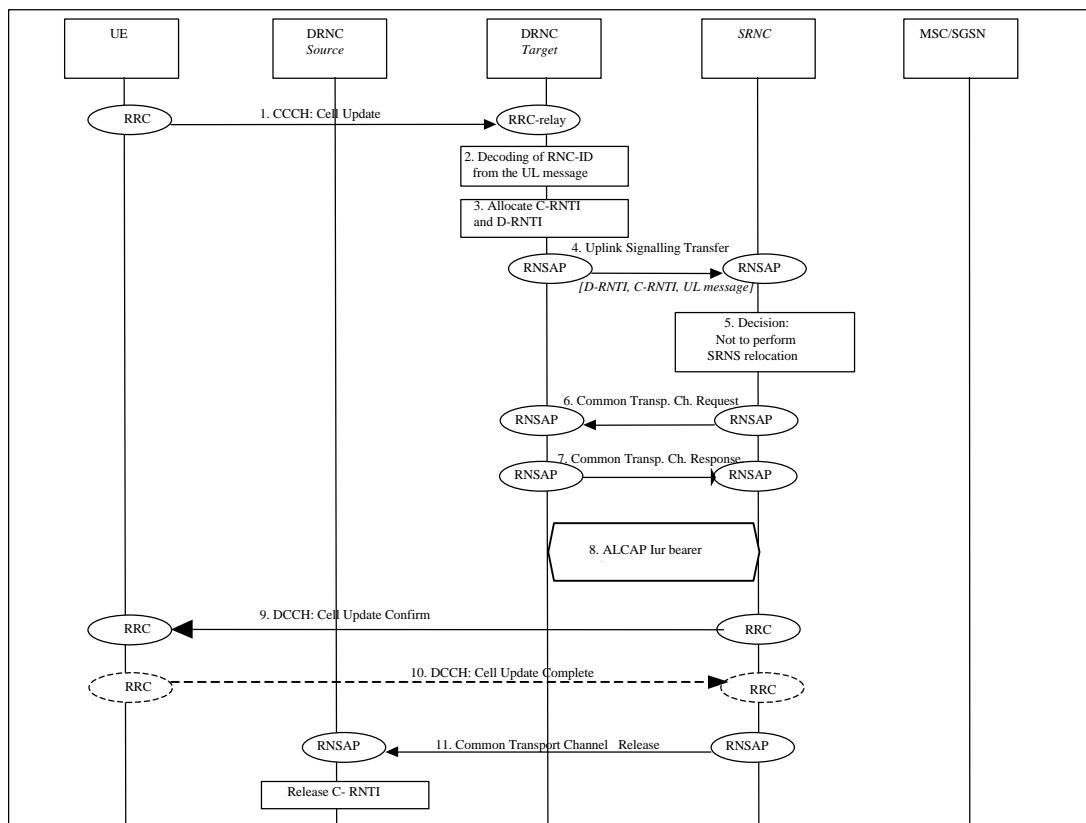 UE
DRNC
Source
DRNC
Target
SRNC
MSC/SGSN
RRC
1. CCCH: Cell Update
RRC-relay
2. Decoding of RNC-ID
from the UL message
3. Allocate C-RNTI
and D-RNTI
4. Uplink Signalling Transfer
RNSAP
RNSAP
[D-RNTI, C-RNTI, UL message]
5. Decision:
Not to perform
SRNS relocation
6. Common Transp. Ch. Request
RNSAP
RNSAP
7. Common Transp. Ch. Response
RNSAP
RNSAP
8. ALCAP Iur bearer
9. DCCH: Cell Update Confirm
RRC
RRC
10. DCCH: Cell Update Complete
RRC
RRC
RNSAP
11. Common Transport Channel Release
RNSAP
Release C- RNTI